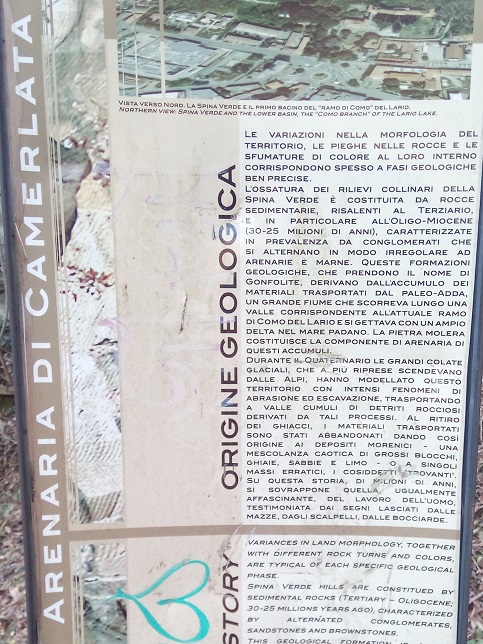 ARENARIA DI CAMERLATA
VISTA VERSO NORD. LA SPINA VERDE E IL PRIMO BACINO DEL "RAMO DI COMO" DEL LARIO.
NORTHERN VIEW: SPINA VERDE AND THE LOWER BASIN, THE "COMO BRANCH" OF THE LARIO LAKE.
ORIGINE GEOLOGICA
LE VARIAZIONI NELLA MORFOLOGIA DEL
TERRITORIO, LE PIEGHE NELLE ROCCE E LE
SFUMATURE DI COLORE AL LORO INTERNO
CORRISPONDONO SPESSO A FASI GEOLOGICHE
BEN PRECISE.
L'OSSATURA DEI RILIEVI COLLINARI DELLA
SPINA VERDE È COSTITUITA DA ROCCE
SEDIMENTARIE, RISALENTI AL TERZIARIO,
E IN PARTICOLARE ALL'OLIGO-MIOCENE
(30-25 MILIONI DI ANNI), CARATTERIZZATE
IN PREVALENZA DA CONGLOMERATI CHE
SI ALTERNANO IN MODO IRREGOLARE AD
ARENARIE E MARNE. QUESTE FORMAZIONI
GEOLOGICHE, CHE PRENDONO IL NOME DI
GONFOLITE, DERIVANO DALL'ACCUMULO DEI
MATERIALI TRASPORTATI DAL PALEO-ADDA,
UN GRANDE FIUME CHE SCORREVA LUNGO UNA
VALLE CORRISPONDENTE ALL'ATTUALE RAMO
DI COMO DEL LARIO E SI GETTAVA CON UN AMPIO
DELTA NEL MARE PADANO. LA PIETRA MOLERA
COSTITUISCE LA COMPONENTE DI ARENARIA DI
QUESTI ACCUMULI.
DURANTE IL QUATERNARIO LE GRANDI COLATE
GLACIALI, CHE A PIÙ RIPRESE SCENDEVANO
DALLE ALPI, HANNO MODELLATO QUESTO
TERRITORIO CON INTENSI FENOMENI DI
ABRASIONE ED ESCAVAZIONE, TRASPORTANDO
A VALLE CUMULI DI DETRITI ROCCIOSI
DERIVATI DA TALI PROCESSI. AL RITIRO
DEI GHIACCI, I MATERIALI TRASPORTATI
SONO STATI ABBANDONATI DANDO COSÌ
ORIGINE AI DEPOSITI MORENICI - UNA
MESCOLANZA CAOTICA DI GROSSI BLOCCHI,
GHIAIE, SABBIE E LIMO - O A SINGOLI
MASSI ERRATICI, I COSIDDETTI 'TROVANTI'.
SU QUESTA STORIA, DI MILIONI DI ANNI,
SI SOVRAPPONE QUELLA, UGUALMENTE
AFFASCINANTE, DEL LAVORO DELL'UOMO,
TESTIMONIATA DAI SEGNI LASCIATI DALLE
MAZZE, DAGLI SCALPELLI, DALLE BOCCIARDE.
STORY
VARIANCES IN LAND MORPHOLOGY, TOGETHER
WITH DIFFERENT ROCK TURNS AND COLORS,
ARE TYPICAL OF EACH SPECIFIC GEOLOGICAL
PHASE.
SPINA VERDE HILLS ARE CONSTITUED BY
SEDIMENTAL ROCKS (TERTIARY – OLIGOCENE;
30-25 MILLIONS YEARS AGO), CHARACTERIZED
BY ALTERNATED CONGLOMERATES,
SANDSTONES AND BROWNSTONES.
THIS GEOLOGICAL FORMATION